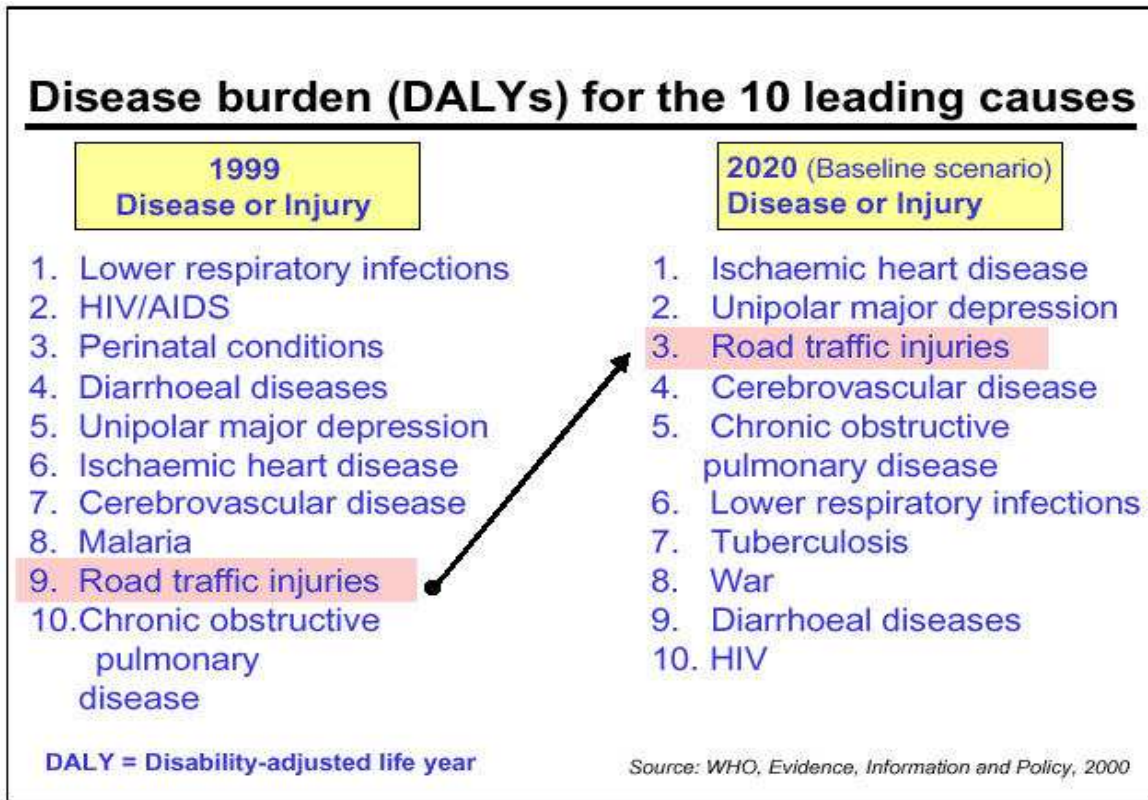 Disease burden (DALYs) for the 10 leading causes
1999
Disease or Injury
1. Lower respiratory infections
2. HIV/AIDS
3. Perinatal conditions
4. Diarrhoeal diseases
5. Unipolar major depression
6. Ischaemic heart disease
7. Cerebrovascular disease
8. Malaria
9. Road traffic injuries
10.Chronic obstructive
pulmonary
disease
2020 (Baseline scenario)
Disease or Injury
1. Ischaemic heart disease
2. Unipolar major depression
3. Road traffic injuries
4. Cerebrovascular disease
5. Chronic obstructive
pulmonary disease
6. Lower respiratory infections
7. Tuberculosis
8. War
9. Diarrhoeal diseases
10. HIV
DALY = Disability-adjusted life year
Source: WHO, Evidence, Information and Policy, 2000